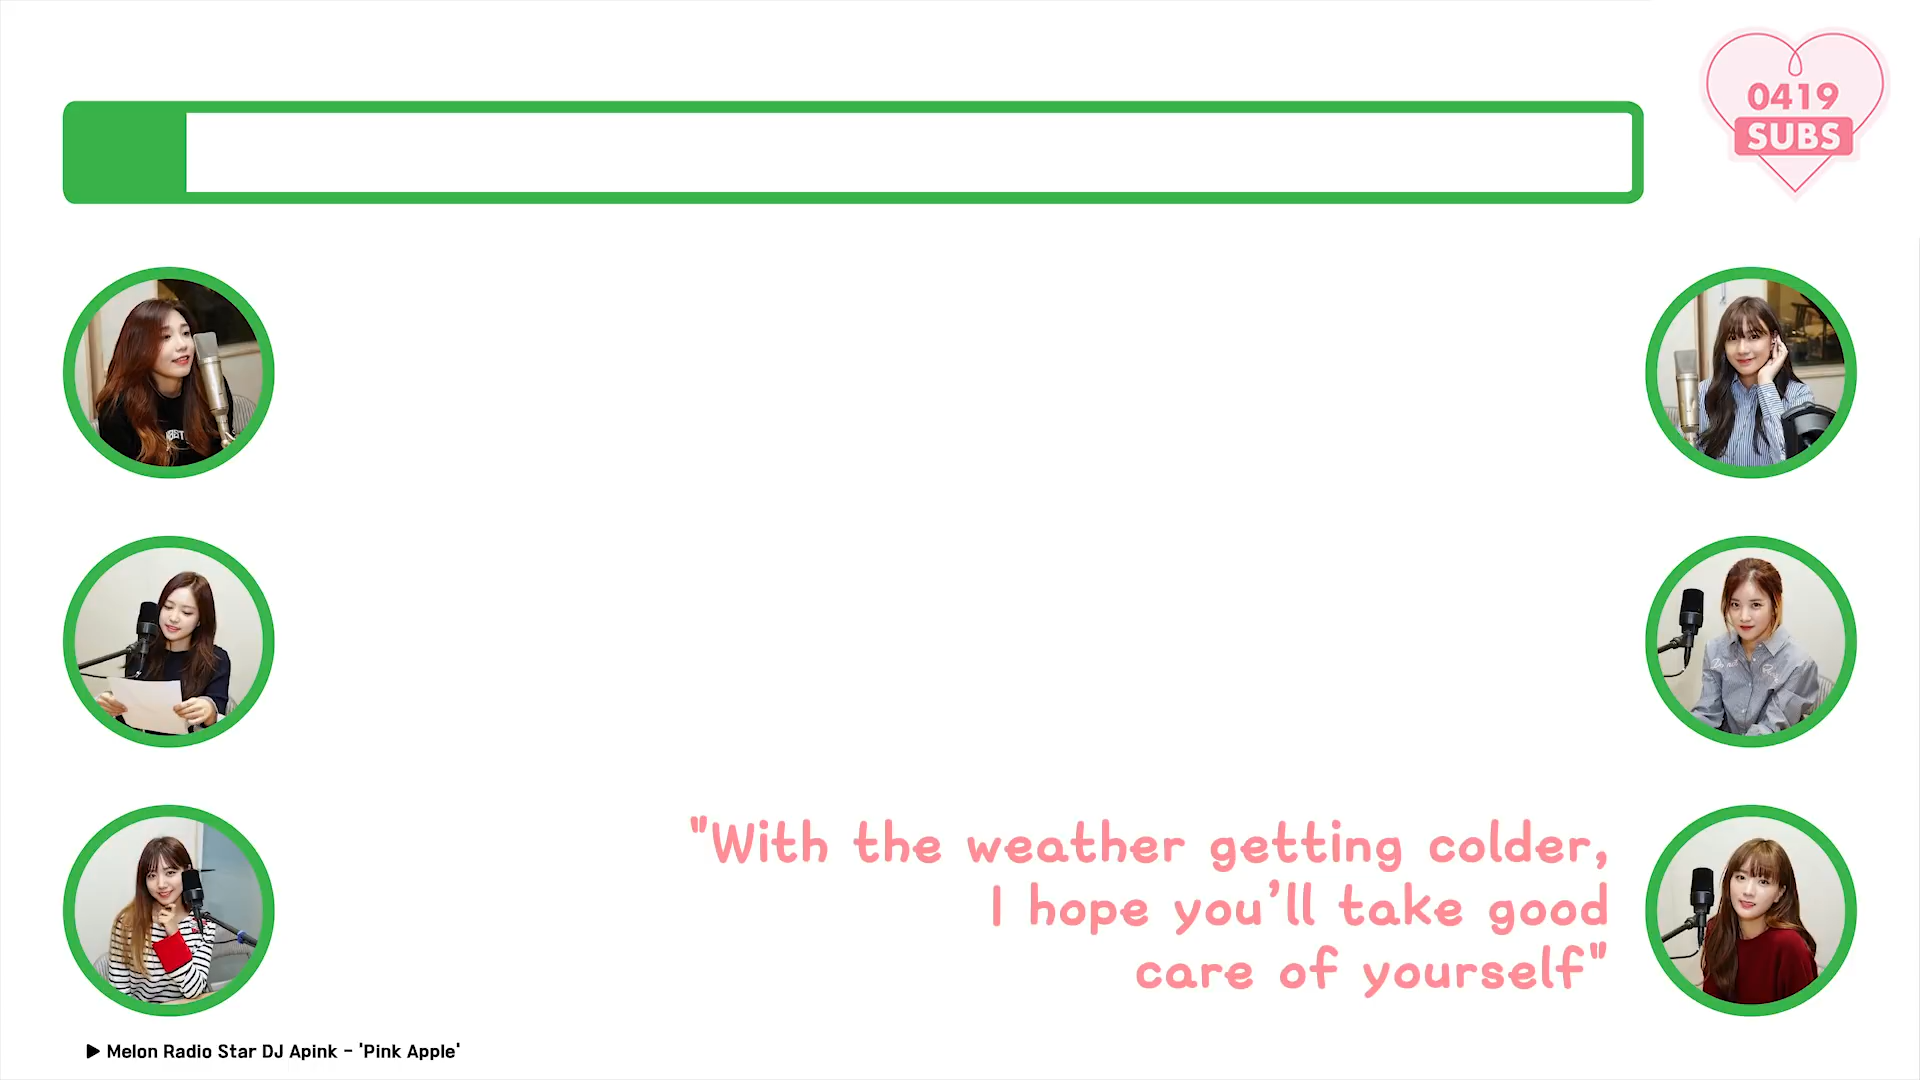 0419
SUBS
"With the weather getting colder,
I hope you’ll take good
care of yourself"
▶ Melon Radio Star DJ Apink - 'Pink Apple'